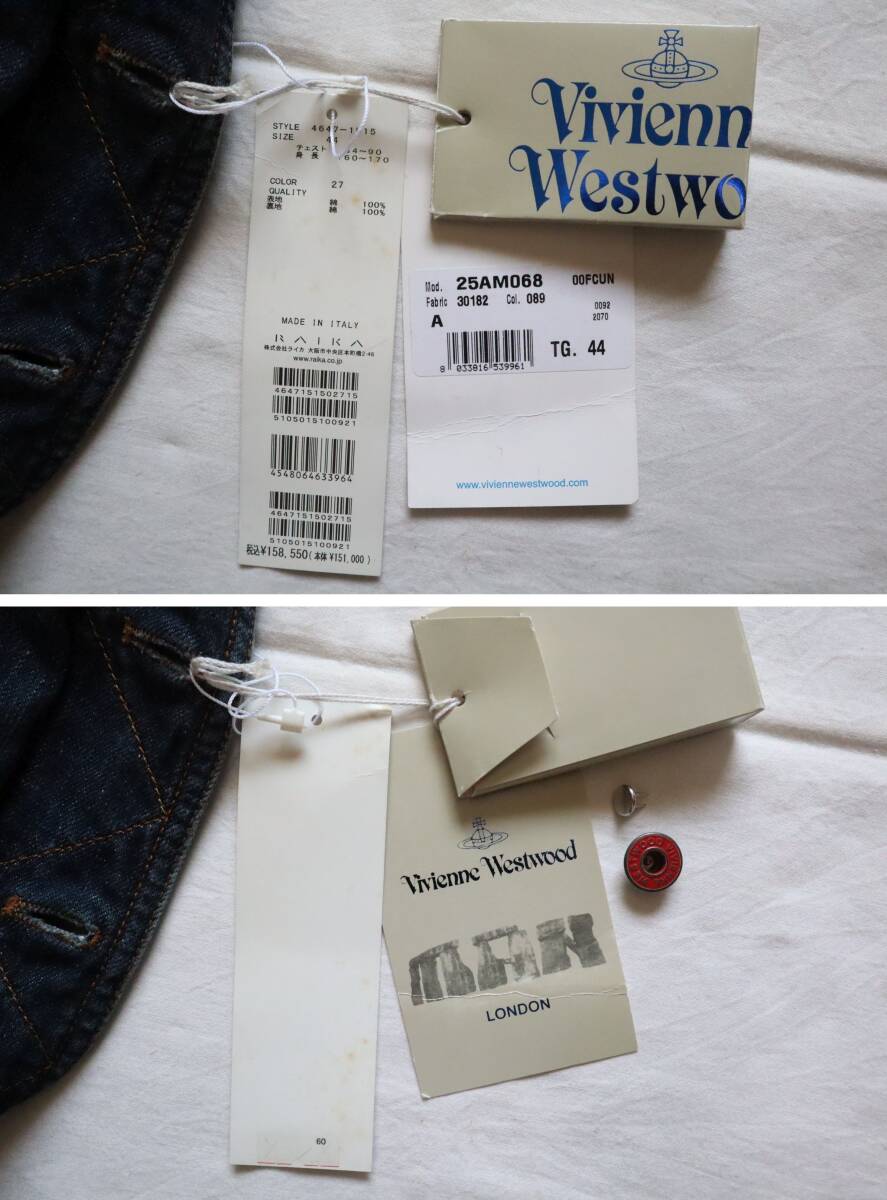 STYLE 4647-1515
SIZE 44
チェスト 84~90
身長 160~170
COLOR 27
QUALITY
表地 綿 100%
裏地 綿 100%
MADE IN ITALY
RAIKA
株式会社ライカ 大阪市中央区本町橋2-46
www.raika.co.jp
4647151502715
5105015100921
4548064633964
4647151502715
5105015100921
税込¥158,550(本体 ¥151,000)
Vivienn
Westwo
Mod. 25AM068 00FCUN
Fabric 30182 Col. 089
0092
2070
A
8 033816 539961
TG. 44
www.viviennewestwood.com
60
Vivienne Westwood
MAN
LONDON
WESTWOOD VIVIENNE